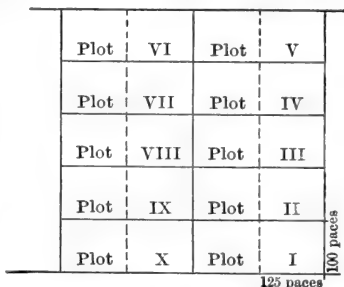 Plot VI Plot V
Plot VII Plot IV
Plot VIII Plot III
Plot IX Plot II
Plot X Plot I
100 paces
125 paces